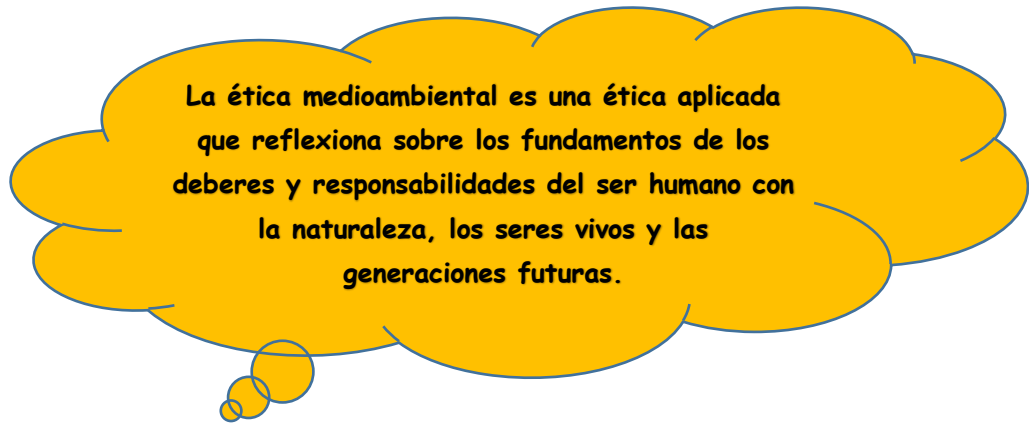 La ética medioambiental es una ética aplicada
que reflexiona sobre los fundamentos de los
deberes y responsabilidades del ser humano con
la naturaleza, los seres vivos y las
generaciones futuras.